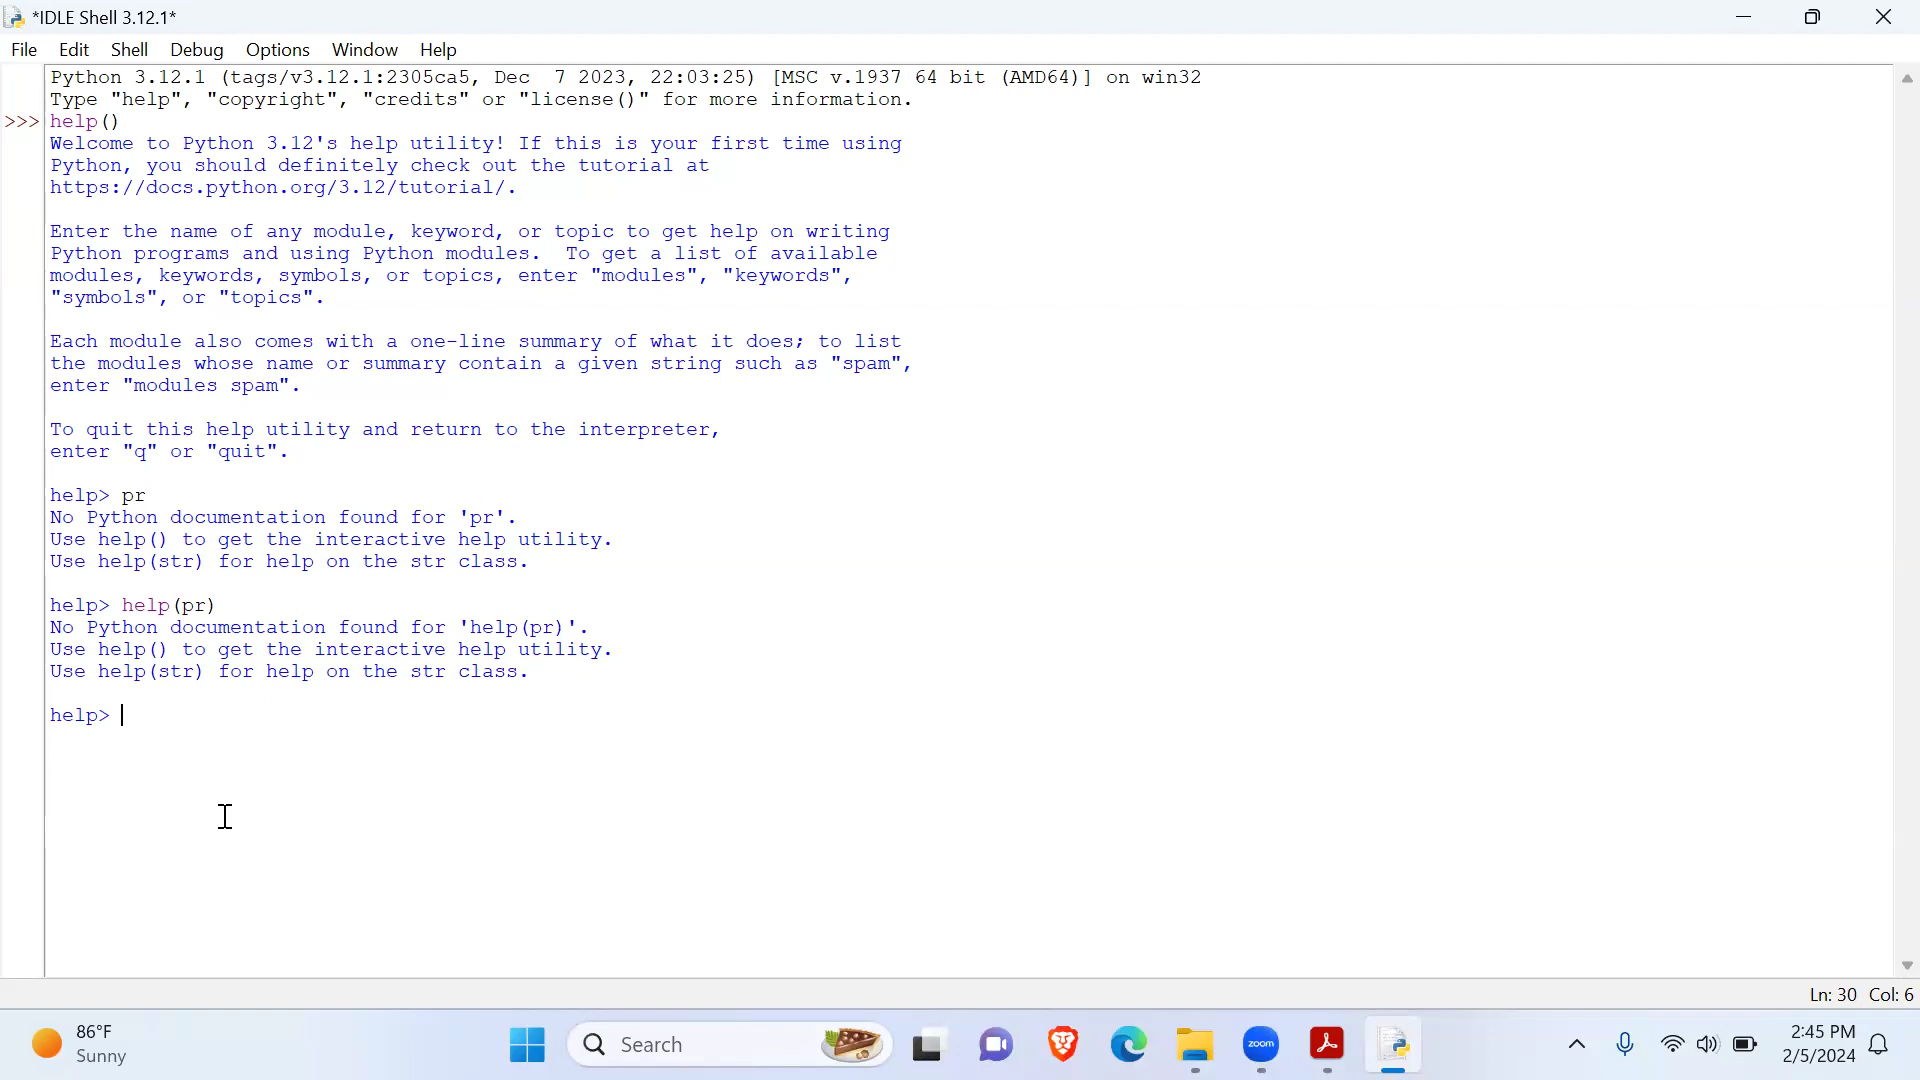 *IDLE Shell 3.12.1*
File Edit Shell Debug Options Window Help
Python 3.12.1 (tags/v3.12.1:2305ca5, Dec  7 2023, 22:03:25) [MSC v.1937 64 bit (AMD64)] on win32
Type "help", "copyright", "credits" or "license()" for more information.
>>> help()
Welcome to Python 3.12's help utility! If this is your first time using
Python, you should definitely check out the tutorial at
https://docs.python.org/3.12/tutorial/.
Enter the name of any module, keyword, or topic to get help on writing
Python programs and using Python modules.  To get a list of available
modules, keywords, symbols, or topics, enter "modules", "keywords",
"symbols", or "topics".
Each module also comes with a one-line summary of what it does; to list
the modules whose name or summary contain a given string such as "spam",
enter "modules spam".
To quit this help utility and return to the interpreter,
enter "q" or "quit".
help> pr
No Python documentation found for 'pr'.
Use help() to get the interactive help utility.
Use help(str) for help on the str class.
help> help(pr)
No Python documentation found for 'help(pr)'.
Use help() to get the interactive help utility.
Use help(str) for help on the str class.
help>
Ln: 30 Col: 6
86°F
Sunny
Search
zoom
2:45 PM
2/5/2024